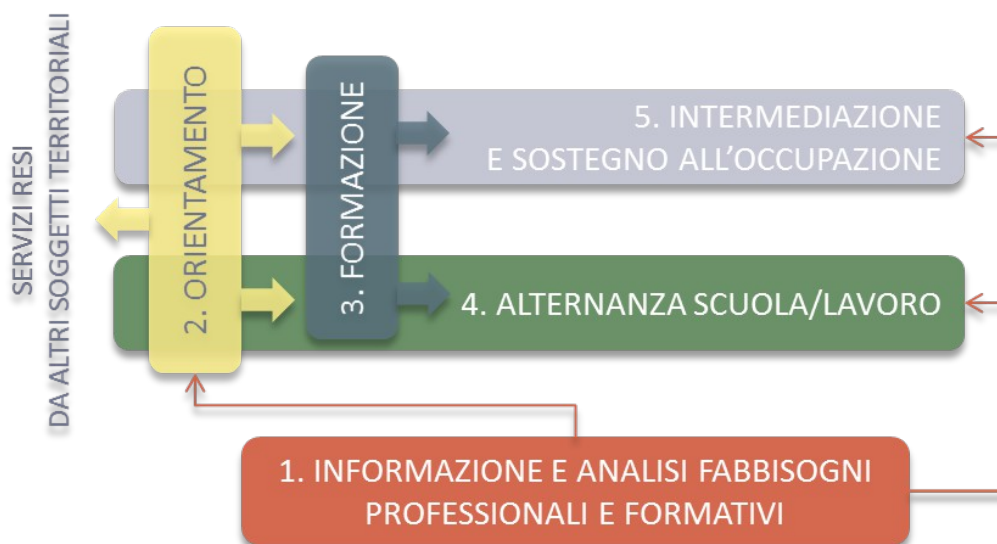 SERVIZI RESI
DA ALTRI SOGGETTI TERRITORIALI
2. ORIENTAMENTO
3. FORMAZIONE
5. INTERMEDIAZIONE
E SOSTEGNO ALL’OCCUPAZIONE
4. ALTERNANZA SCUOLA/LAVORO
1. INFORMAZIONE E ANALISI FABBISOGNI
PROFESSIONALI E FORMATIVI